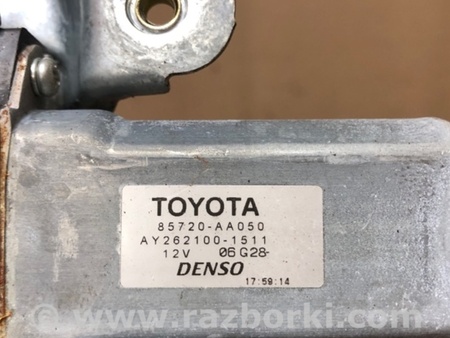 TOYOTA
85720-AA050
AY262100-1511
12V 06G28-
DENSO
17:59:14
www.razborki.com